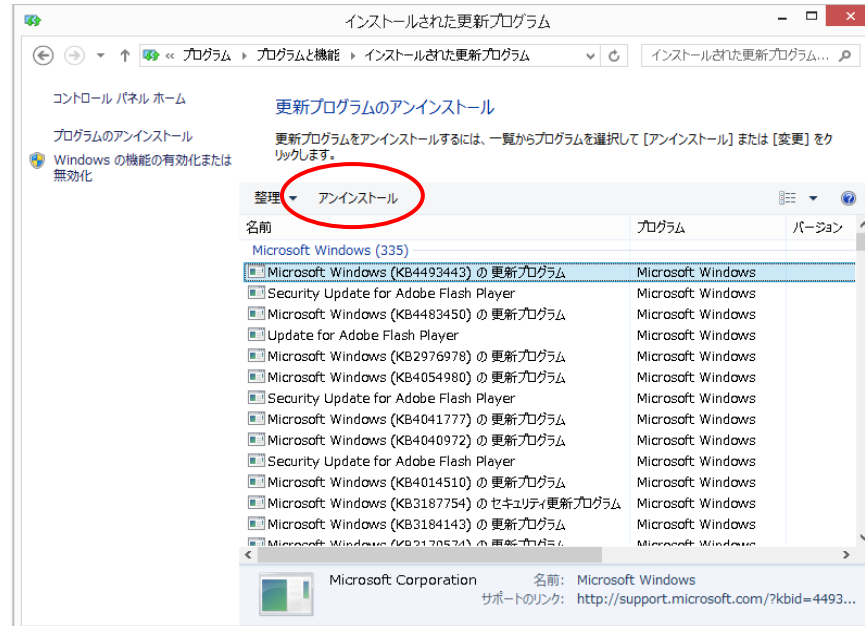 インストールされた更新プログラム
« プログラム ▸ プログラムと機能 ▸ インストールされた更新プログラム
インストールされた更新プログラム...
コントロール パネル ホーム
プログラムのアンインストール
Windows の機能の有効化または
無効化
更新プログラムのアンインストール
更新プログラムをアンインストールするには、一覧からプログラムを選択して [アンインストール] または [変更] をク
リックします。
整理 アンインストール
名前 プログラム バージョン
Microsoft Windows (335)
Microsoft Windows (KB4493443) の 更新プログラム Microsoft Windows
Security Update for Adobe Flash Player Microsoft Windows
Microsoft Windows (KB4483450) の 更新プログラム Microsoft Windows
Update for Adobe Flash Player Microsoft Windows
Microsoft Windows (KB2976978) の 更新プログラム Microsoft Windows
Microsoft Windows (KB4054980) の 更新プログラム Microsoft Windows
Security Update for Adobe Flash Player Microsoft Windows
Microsoft Windows (KB4041777) の 更新プログラム Microsoft Windows
Microsoft Windows (KB4040972) の 更新プログラム Microsoft Windows
Security Update for Adobe Flash Player Microsoft Windows
Microsoft Windows (KB4014510) の 更新プログラム Microsoft Windows
Microsoft Windows (KB3187754) の セキュリティ更新プログラム Microsoft Windows
Microsoft Windows (KB3184143) の 更新プログラム Microsoft Windows
Microsoft Windows (KB3170574) の 更新プログラム Microsoft Windows
Microsoft Corporation 名前: Microsoft Windows
サポートのリンク: http://support.microsoft.com/?kbid=4493...